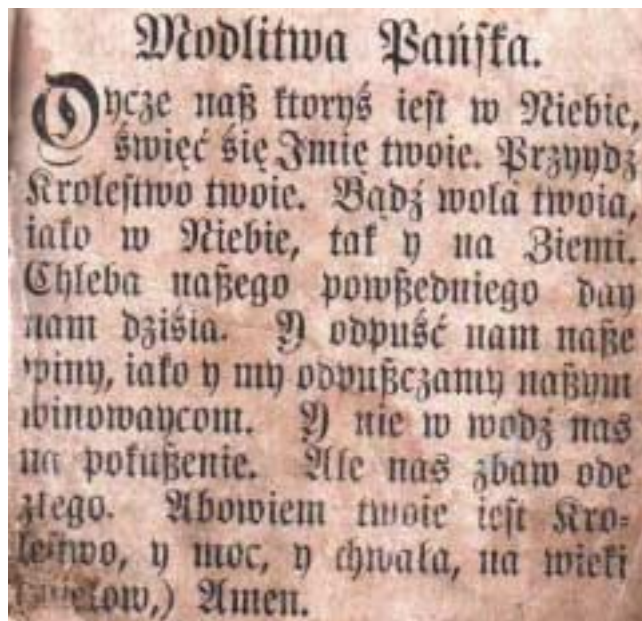 Modlitwa Pańſka.
Oycze naß ktoryś ieſt w Niebie,
święć się Imię twoie. Przyydź
Kroleſtwo twoie. Bądź wola twoia,
iako w Niebie, tak y na Ziemi.
Chleba naßego powßedniego day
nam dziśia. Y odpuść nam naße
winy, iako y my odpußczamy naßym
winowaycom. Y nie w wodź nas
na pokußenie. Ale nas zbaw ode
złego. Abowiem twoie ieſt Kro⸗
leſtwo, y moc, y chwała, na wieki
Amen.